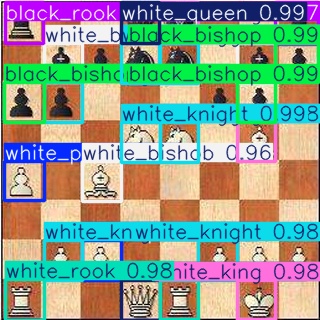 black_rook white_queen 0.997
white_b
black_bishop 0.99
black_bisho black_bishop 0.99
white_knight 0.998
white_p white_bishob 0.96
white_kn white_knight 0.98
white_rook 0.98 hite_king 0.98